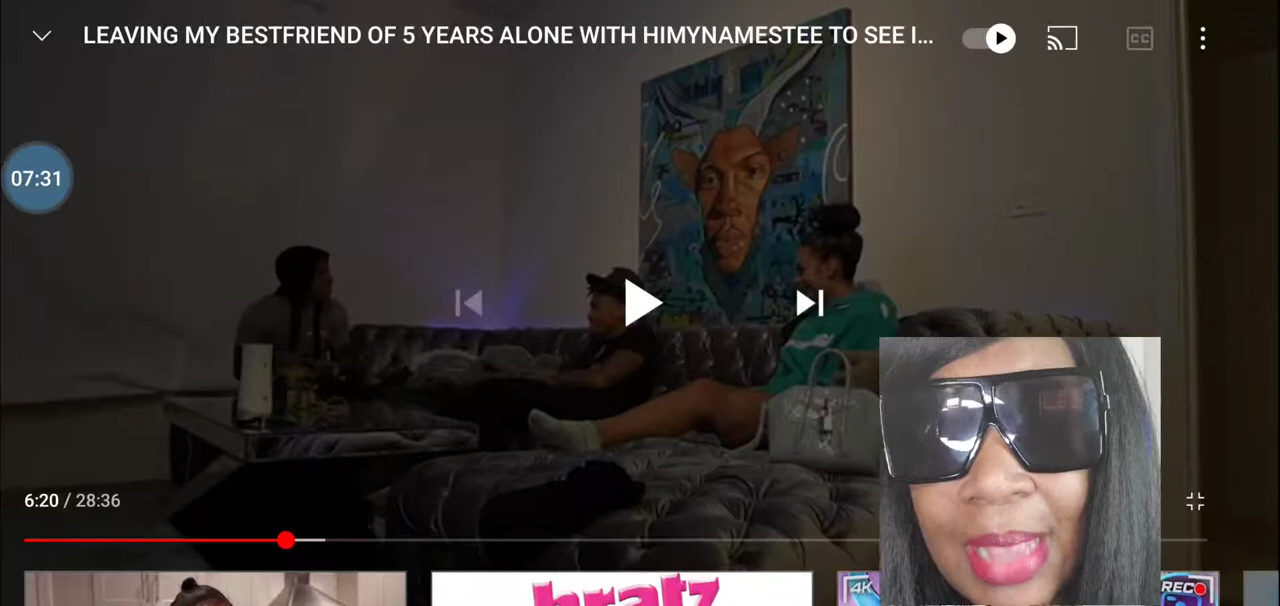 LEAVING MY BESTFRIEND OF 5 YEARS ALONE WITH HIMYNAMESTEE TO SEE I...
CC
07:31
6:20 / 28:36
bratz
4K
REC